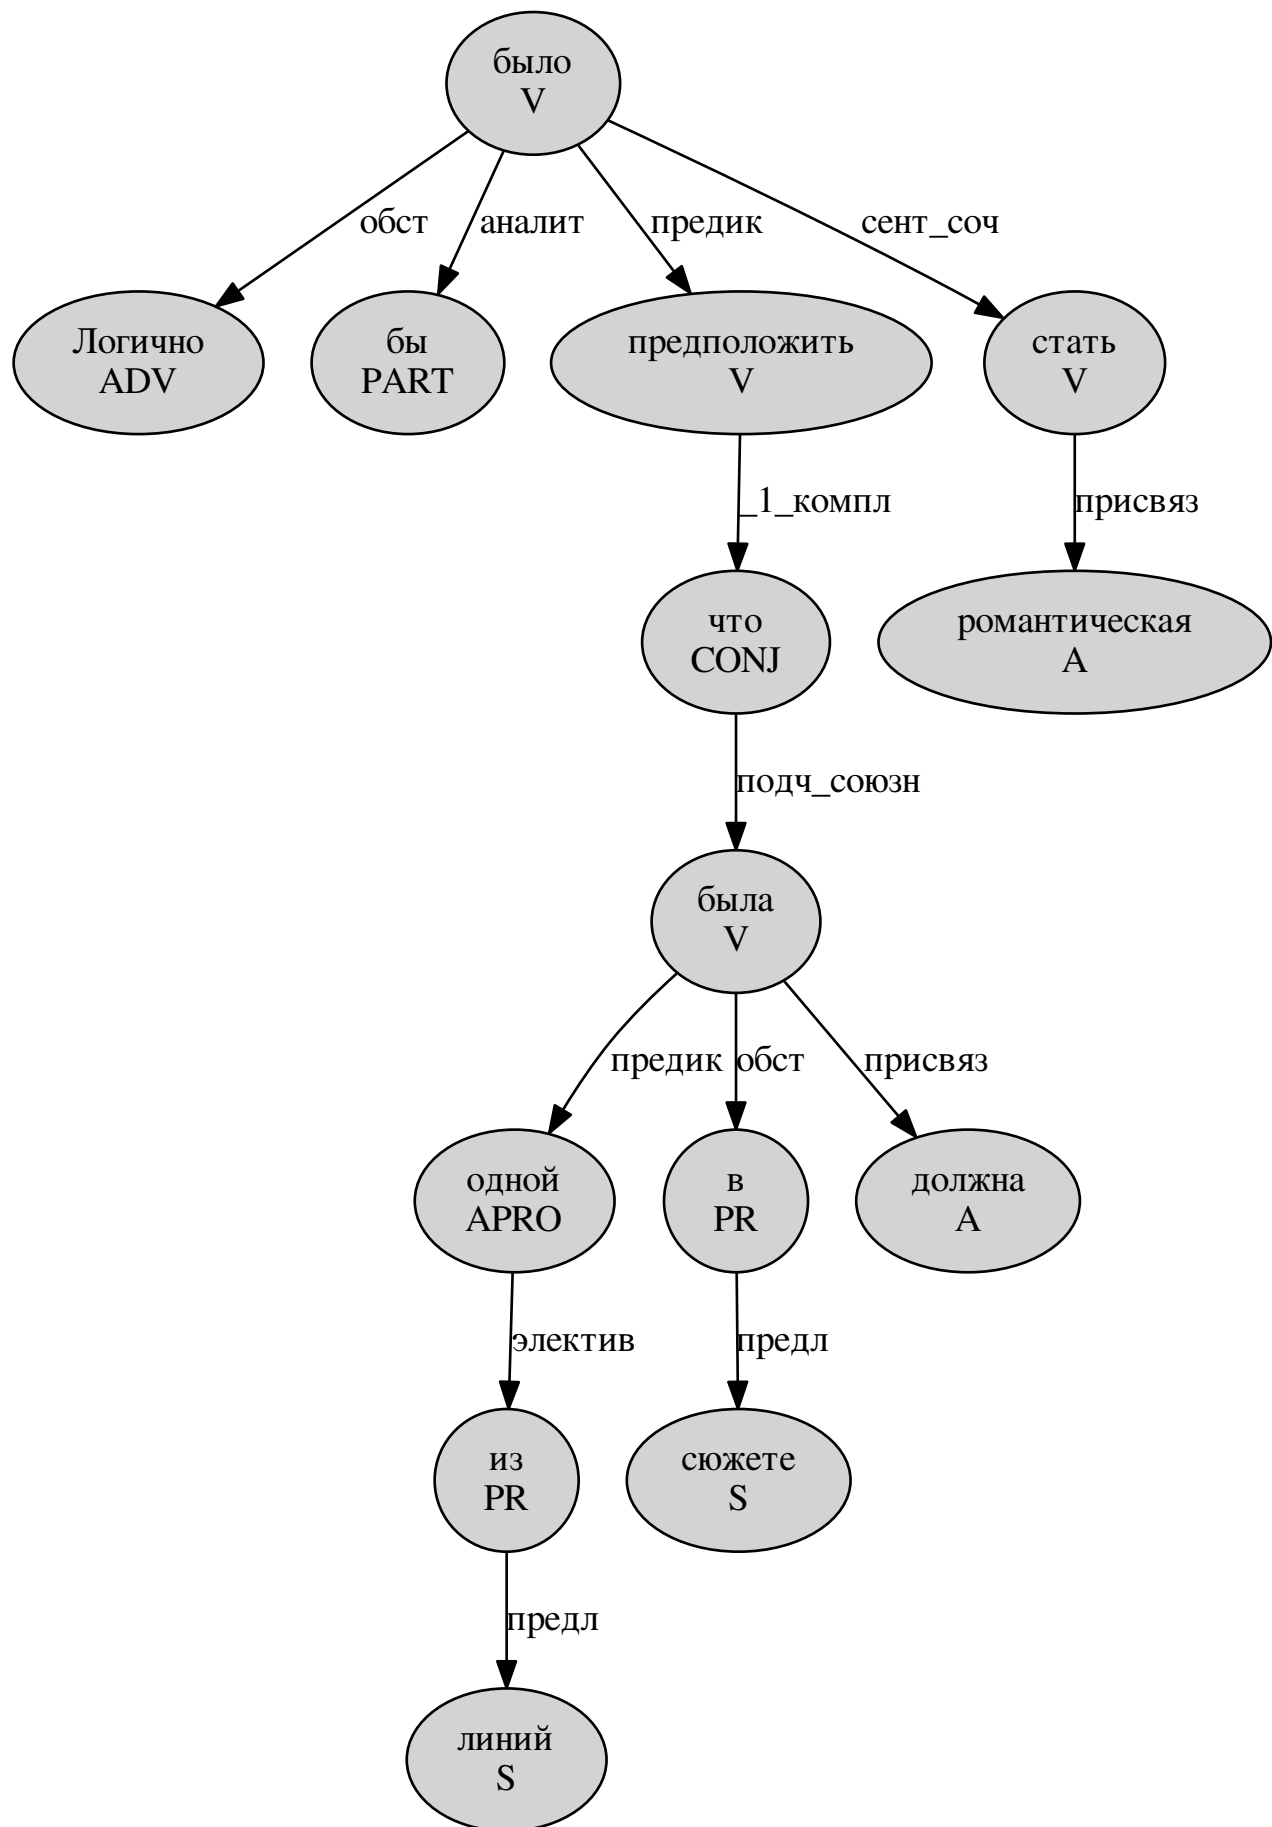 было
V
обст
аналит
предик
сент_соч
Логично
ADV
бы
PART
предположить
V
стать
V
_1_компл
присвяз
что
CONJ
романтическая
A
подч_союзн
была
V
предик
обст
присвяз
одной
APRO
в
PR
должна
A
электив
предл
из
PR
сюжете
S
предл
линий
S